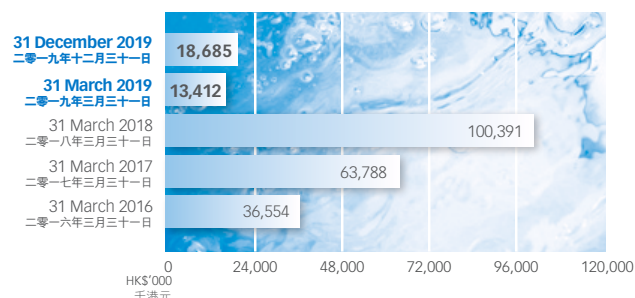 31 December 2019
二零一九年十二月三十一日
18,685
31 March 2019
二零一九年三月三十一日
13,412
31 March 2018
二零一八年三月三十一日
100,391
31 March 2017
二零一七年三月三十一日
63,788
31 March 2016
二零一六年三月三十一日
36,554
0 24,000 48,000 72,000 96,000 120,000
HK$'000
千港元